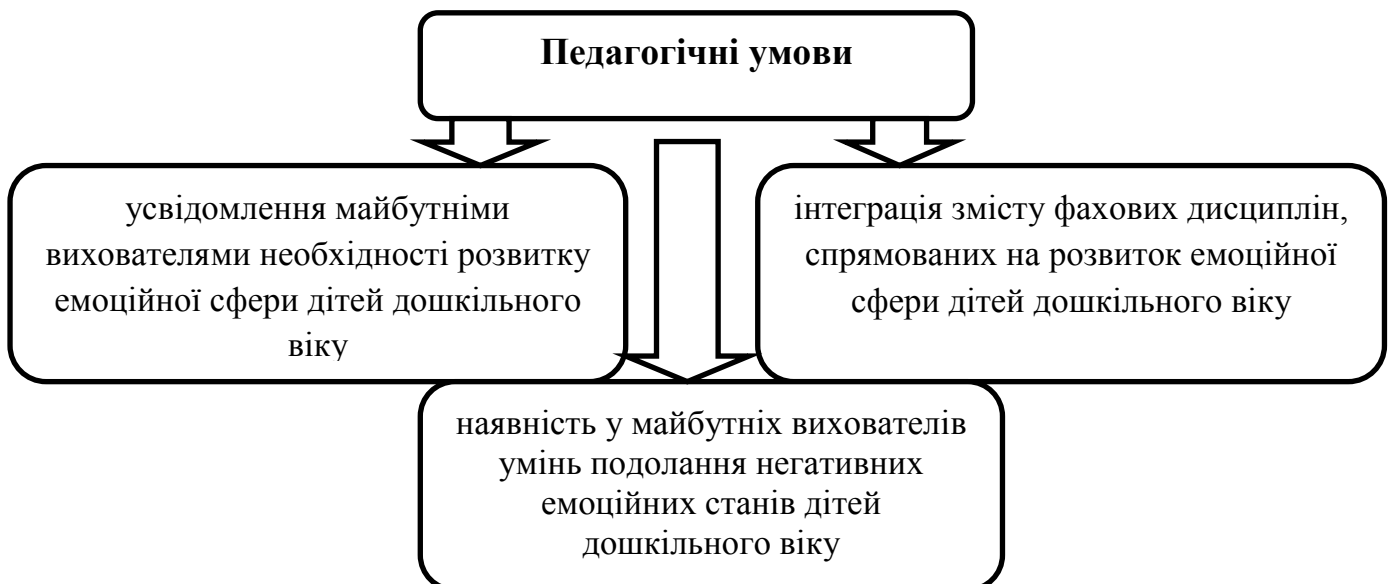 Педагогічні умови
усвідомлення майбутніми
вихователями необхідності розвитку
емоційної сфери дітей дошкільного
віку
інтеграція змісту фахових дисциплін,
спрямованих на розвиток емоційної
сфери дітей дошкільного віку
наявність у майбутніх вихователів
умінь подолання негативних
емоційних станів дітей
дошкільного віку